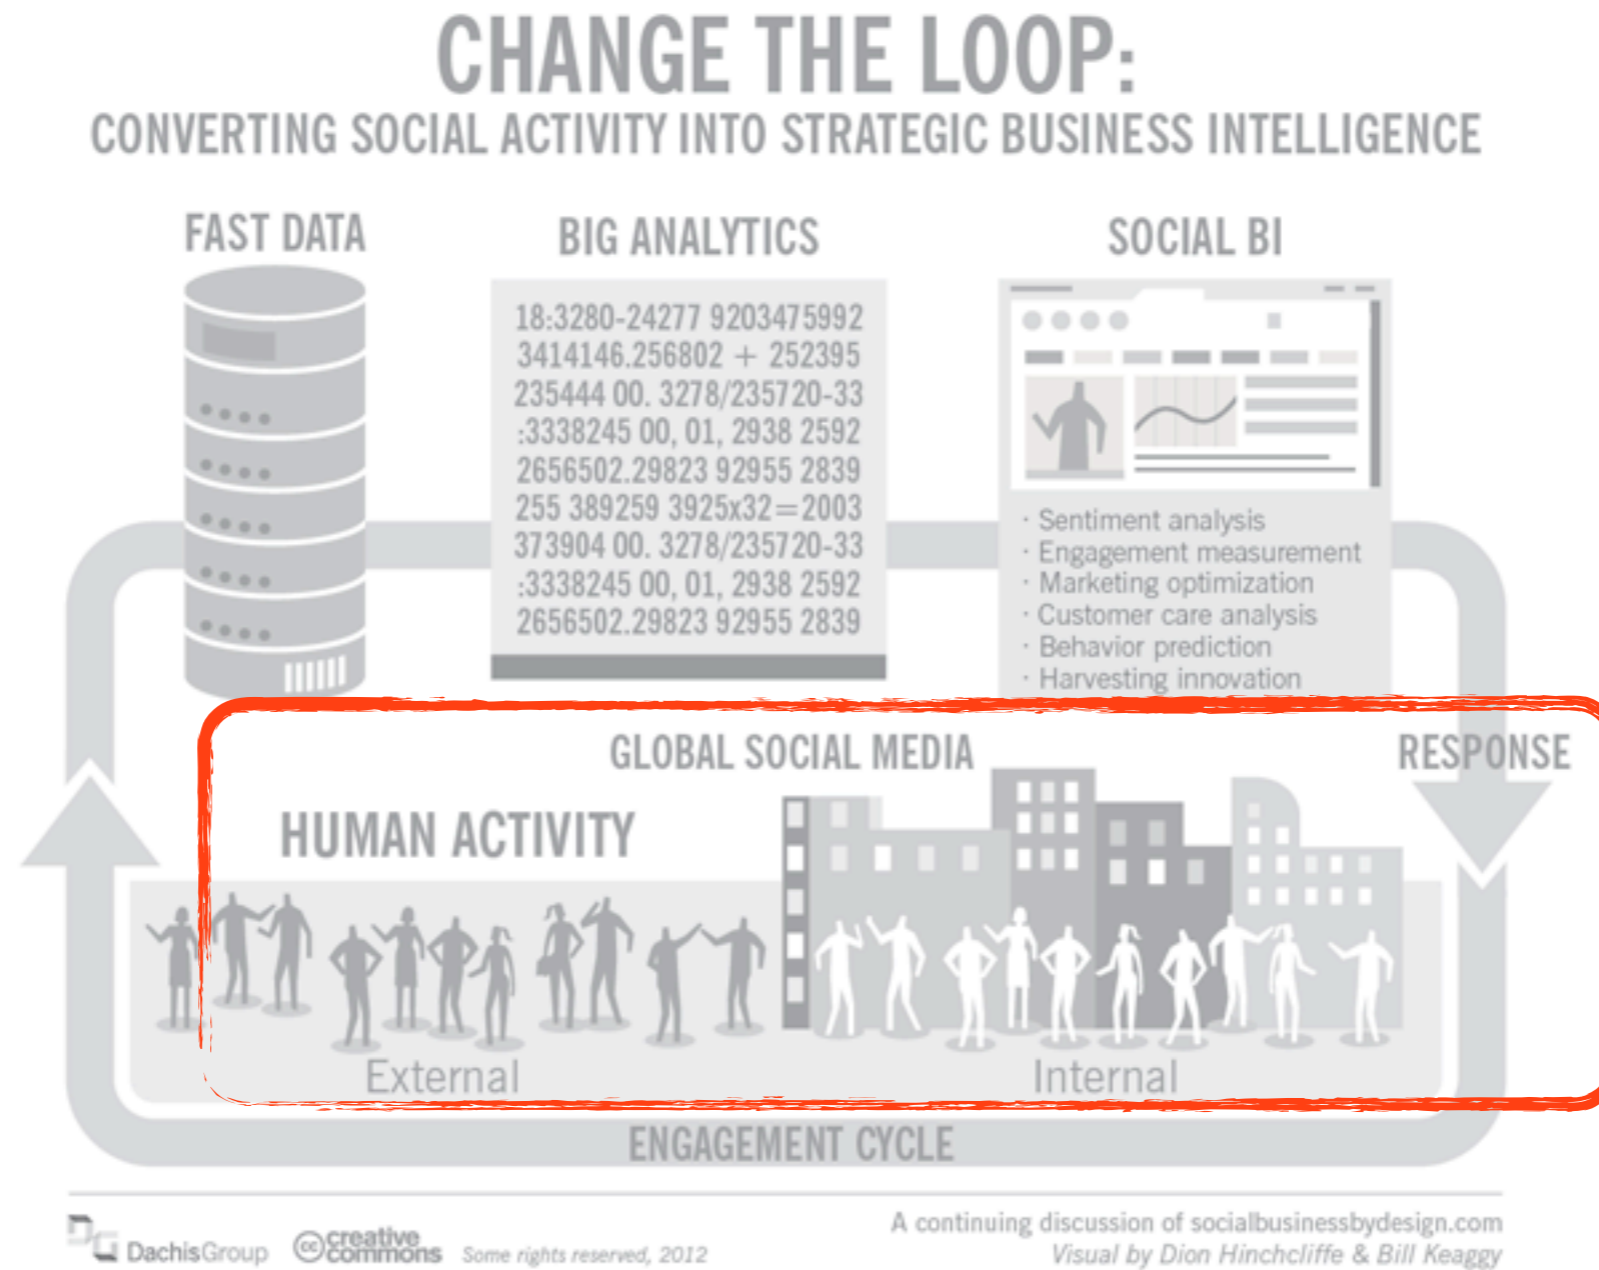 CHANGE THE LOOP:
CONVERTING SOCIAL ACTIVITY INTO STRATEGIC BUSINESS INTELLIGENCE
FAST DATA
BIG ANALYTICS
18:3280-24277 9203475992
3414146.256802 + 252395
235444 00. 3278/235720-33
:3338245 00, 01, 2938 2592
2656502.29823 92955 2839
255 389259 3925x32=2003
373904 00. 3278/235720-33
:3338245 00, 01, 2938 2592
2656502.29823 92955 2839
SOCIAL BI
· Sentiment analysis
· Engagement measurement
· Marketing optimization
· Customer care analysis
· Behavior prediction
· Harvesting innovation
GLOBAL SOCIAL MEDIA
RESPONSE
HUMAN ACTIVITY
External
Internal
ENGAGEMENT CYCLE
DachisGroup
cc creative commons
Some rights reserved, 2012
A continuing discussion of socialbusinessbydesign.com
Visual by Dion Hinchcliffe & Bill Keaggy